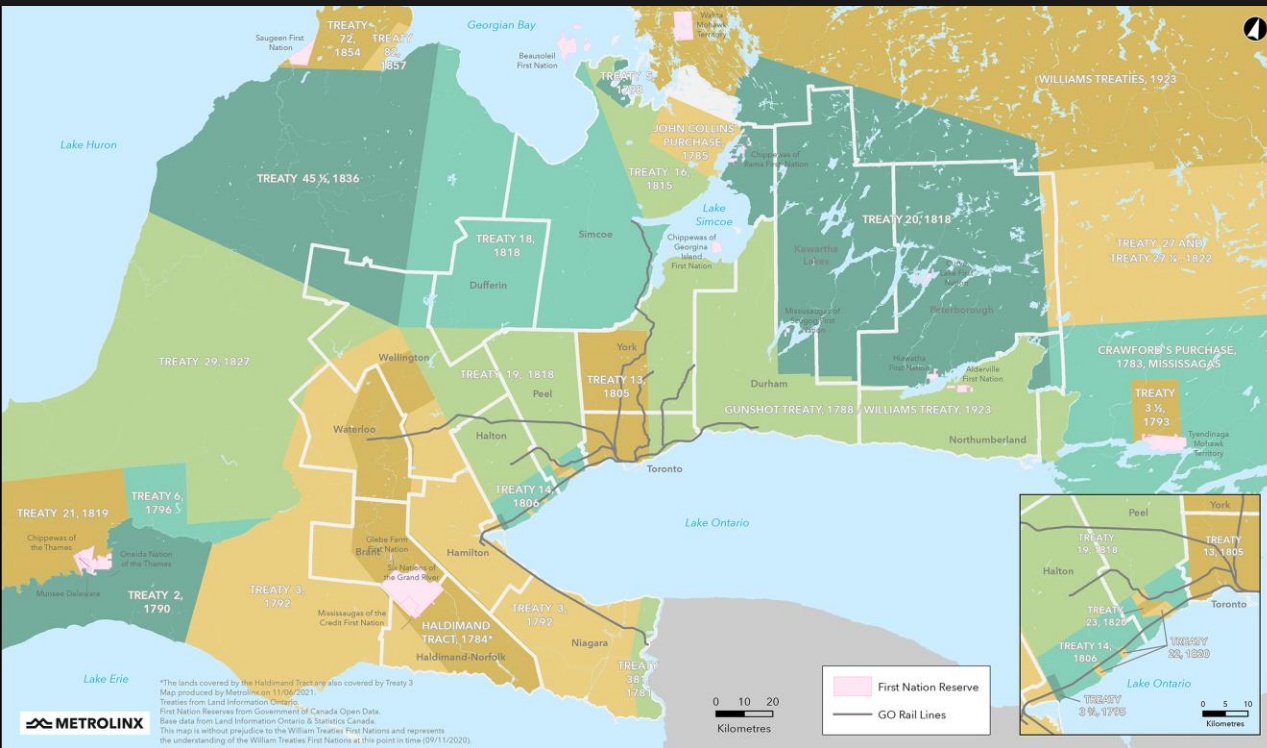 TREATY
72,
1854
TREATY
82,
1857
Saugeen First
Nation
Georgian Bay
Beausoleil
First Nation
Wahta
Mohawk
Territory
WILLIAMS TREATIES, 1923
TREATY 5,
1798
Lake Huron
JOHN COLLINS'
PURCHASE,
1785
Chippewas of
Rama First Nation
TREATY 45 ½, 1836
TREATY 16,
1815
Lake
Simcoe
TREATY 20, 1818
TREATY 18,
1818
Simcoe
Chippewas of
Georgina
Island
First Nation
Kawartha
Lakes
TREATY 27 AND
TREATY 27 ¼, 1822
Dufferin
Lake First
Nation
Peterborough
Mississaugas of
Scugog First
TREATY 29, 1827
Wellington
York
TREATY 19, 1818
TREATY 13,
1805
Peel
Durham
Hiawatha
First Nation
Alderville
First Nation
CRAWFORD'S PURCHASE,
1783, MISSISSAGAS
TREATY
3 ½,
1793
GUNSHOT TREATY, 1788 / WILLIAMS TREATY, 1923
Northumberland
Tyendinaga
Mohawk
Territory
Waterloo
Halton
Toronto
TREATY 14,
1806
Lake Ontario
TREATY 6,
1796
TREATY 21, 1819
Chippewas of
the Thames
Oneida Nation
of the Thames
Munsee Delaware
TREATY 2,
1790
Glebe Farm
First Nation
Brant
Six Nations of
the Grand River
Hamilton
TREATY 3,
1792
Mississaugas of the
Credit First Nation
HALDIMAND
TRACT, 1784*
Haldimand-Norfolk
TREATY 3,
1792
Niagara
TREATY
381,
1781
Lake Erie
*The lands covered by the Haldimand Tract are also covered by Treaty 3
Map produced by Metrolinx on 11/06/2021.
Treaties from Land Information Ontario.
First Nation Reserves from Government of Canada Open Data.
Base data from Land Information Ontario & Statistics Canada.
This map is without prejudice to the William Treaties First Nations and represents
the understanding of the William Treaties First Nations at this point in time (09/11/2020).
METROLINX
0 10 20
Kilometres
First Nation Reserve
GO Rail Lines
Peel
York
TREATY
19, 1818
TREATY
13, 1805
Halton
Toronto
TREATY
23, 1820
TREATY 14,
1806
TREATY
22, 1820
Lake Ontario
TREATY
3 ¾, 1795
0 5 10
Kilometres